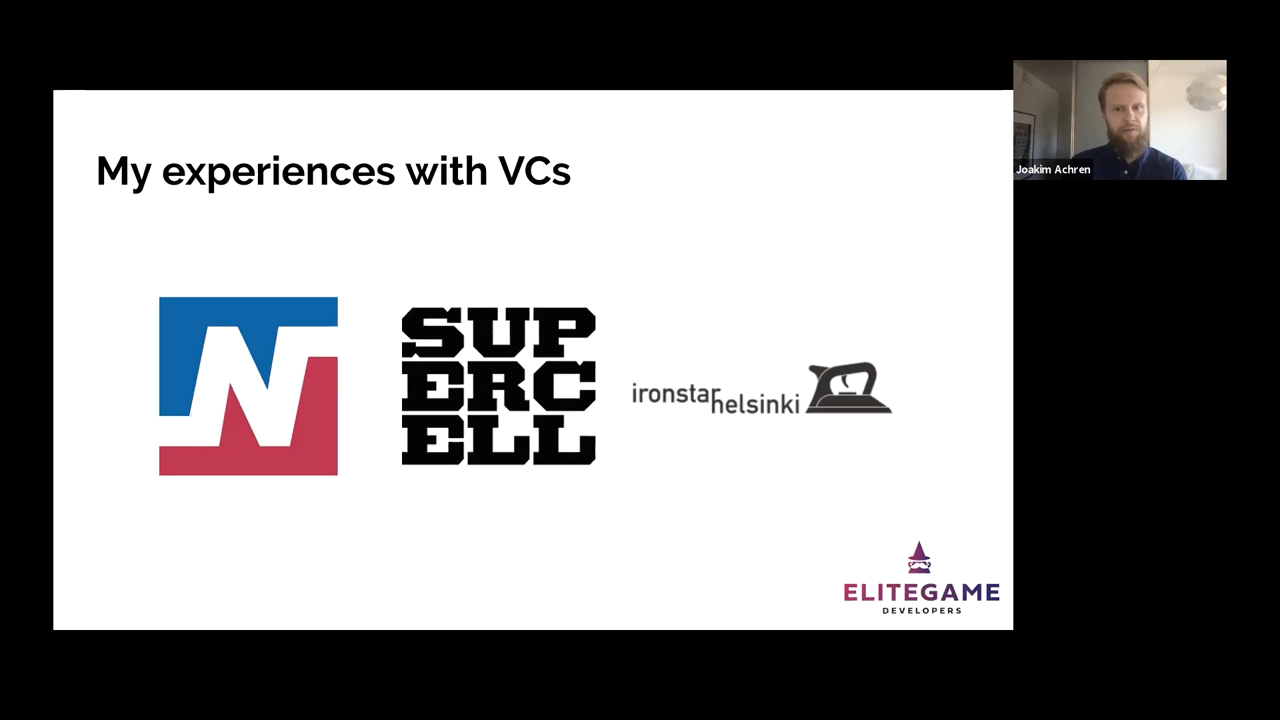 My experiences with VCs
Joakim Achren
N
SUP
ERC
ELL
ironstar
helsinki
ELITEGAME
DEVELOPERS